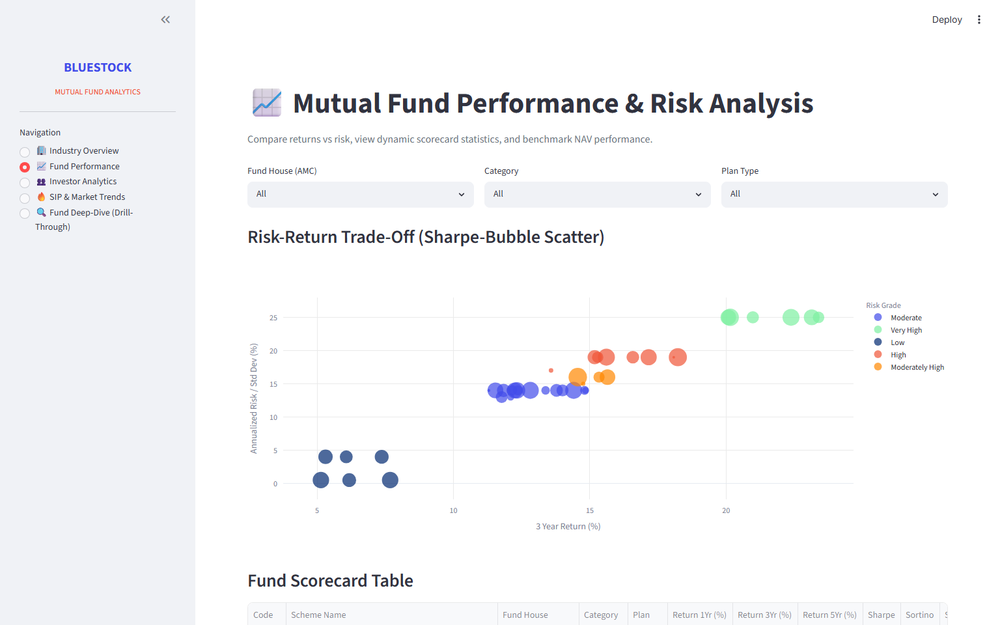 Deploy
BLUESTOCK
MUTUAL FUND ANALYTICS
Navigation
Industry Overview
Fund Performance
Investor Analytics
SIP & Market Trends
Fund Deep-Dive (Drill-
Through)
Mutual Fund Performance & Risk Analysis
Compare returns vs risk, view dynamic scorecard statistics, and benchmark NAV performance.
Fund House (AMC)
All
Category
All
Plan Type
All
Risk-Return Trade-Off (Sharpe-Bubble Scatter)
Annualized Risk / Std Dev (%)
25
20
15
10
5
0
5
10
15
20
3 Year Return (%)
Risk Grade
Moderate
Very High
Low
High
Moderately High
Fund Scorecard Table
Code
Scheme Name
Fund House
Category
Plan
Return 1Yr (%)
Return 3Yr (%)
Return 5Yr (%)
Sharpe
Sortino